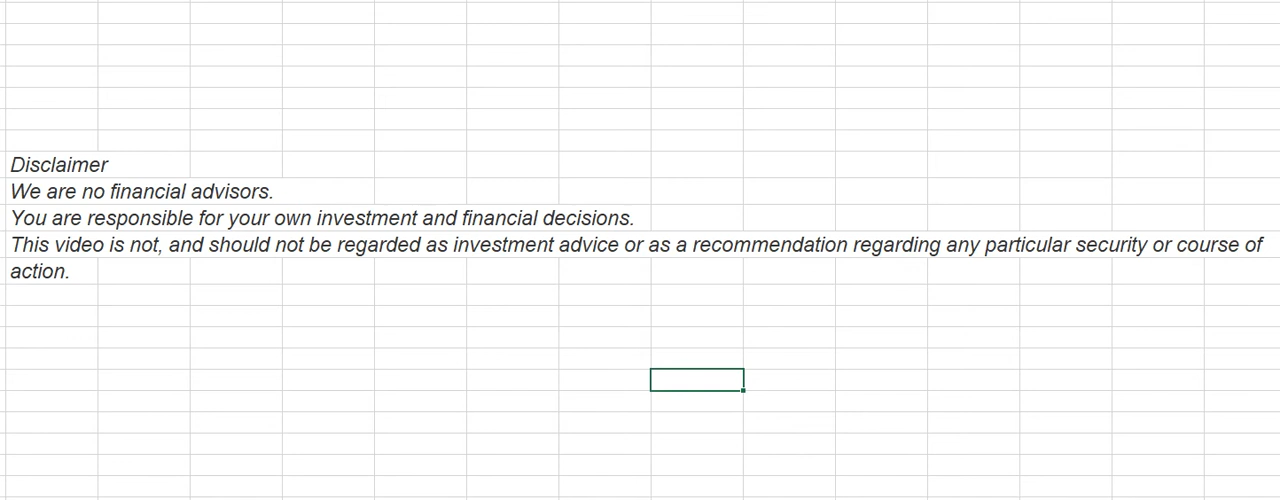 Disclaimer
We are no financial advisors.
You are responsible for your own investment and financial decisions.
This video is not, and should not be regarded as investment advice or as a recommendation regarding any particular security or course of
action.